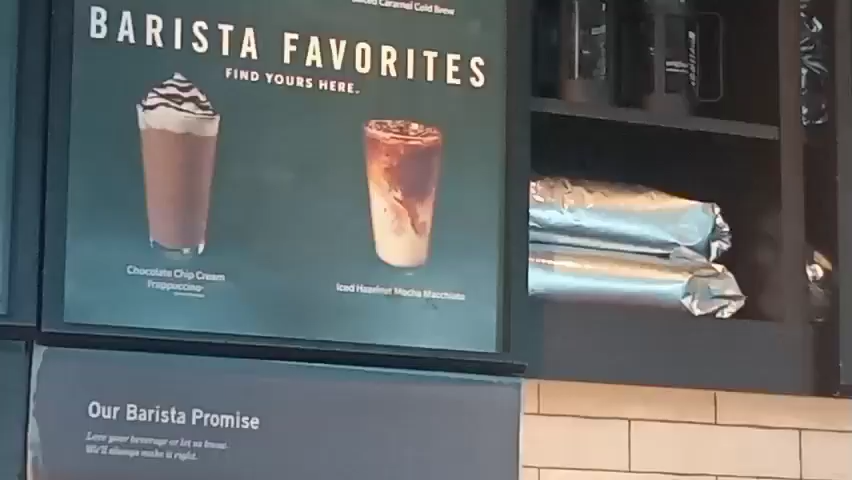 Caramel Cold Brew
BARISTA FAVORITES
FIND YOURS HERE.
Chocolate Chip Cream
Frappuccino
Iced Hazelnut Mocha Macchiato
Our Barista Promise
Love your beverage or let us know.
We'll always make it right.